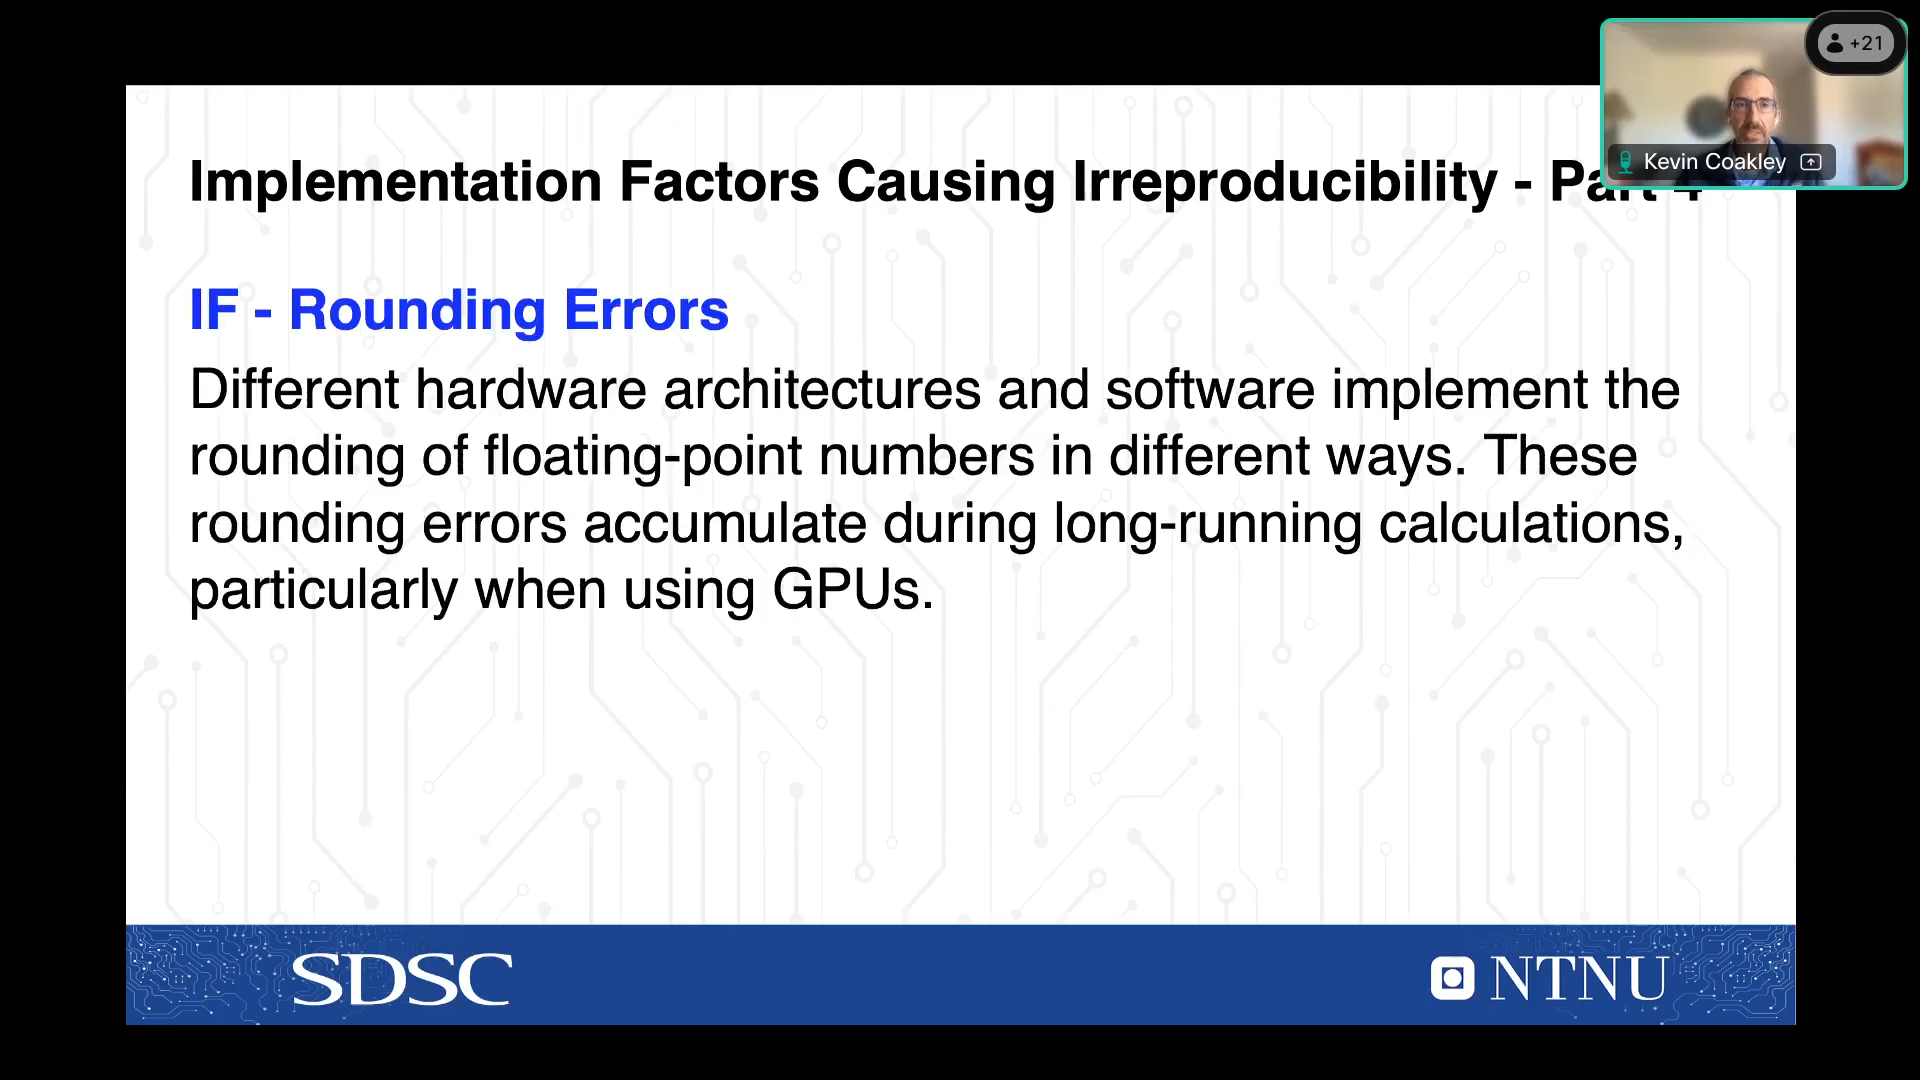 +21
Kevin Coakley
Implementation Factors Causing Irreproducibility - Part 4
IF - Rounding Errors
Different hardware architectures and software implement the
rounding of floating-point numbers in different ways. These
rounding errors accumulate during long-running calculations,
particularly when using GPUs.
SDSC
NTNU